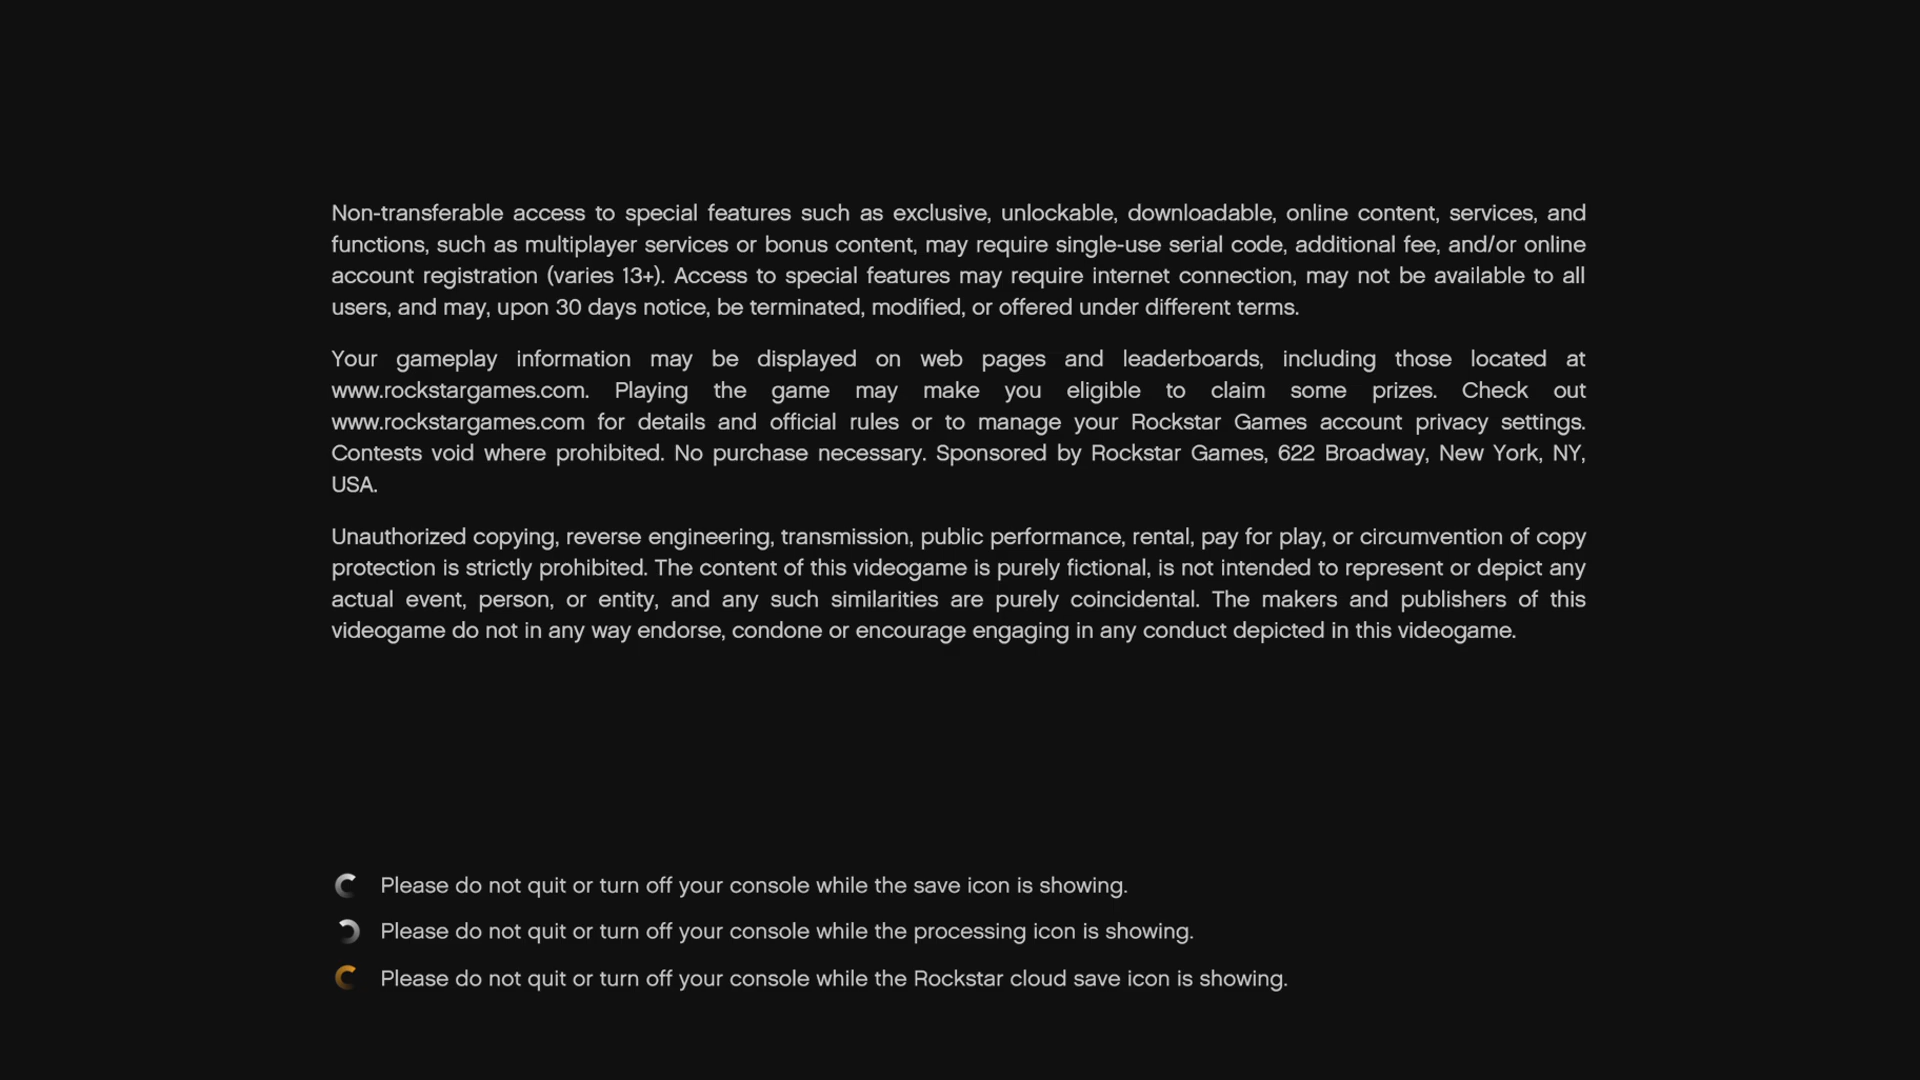 Non-transferable access to special features such as exclusive, unlockable, downloadable, online content, services, and
functions, such as multiplayer services or bonus content, may require single-use serial code, additional fee, and/or online
account registration (varies 13+). Access to special features may require internet connection, may not be available to all
users, and may, upon 30 days notice, be terminated, modified, or offered under different terms.
Your gameplay information may be displayed on web pages and leaderboards, including those located at
www.rockstargames.com. Playing the game may make you eligible to claim some prizes. Check out
www.rockstargames.com for details and official rules or to manage your Rockstar Games account privacy settings.
Contests void where prohibited. No purchase necessary. Sponsored by Rockstar Games, 622 Broadway, New York, NY,
USA.
Unauthorized copying, reverse engineering, transmission, public performance, rental, pay for play, or circumvention of copy
protection is strictly prohibited. The content of this videogame is purely fictional, is not intended to represent or depict any
actual event, person, or entity, and any such similarities are purely coincidental. The makers and publishers of this
videogame do not in any way endorse, condone or encourage engaging in any conduct depicted in this videogame.
Please do not quit or turn off your console while the save icon is showing.
Please do not quit or turn off your console while the processing icon is showing.
Please do not quit or turn off your console while the Rockstar cloud save icon is showing.